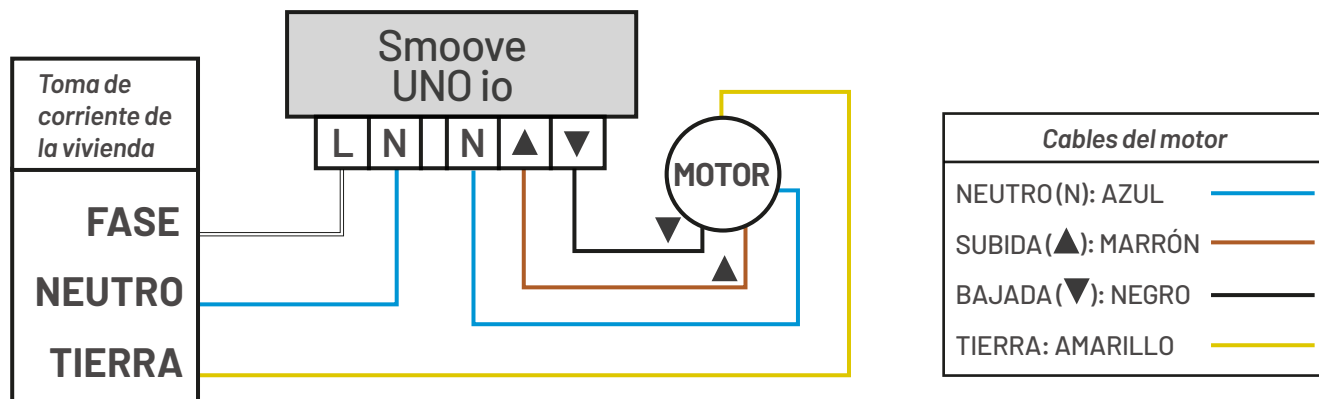 Smoove
UNO io
L N N ▲ ▼
Toma de
corriente de
la vivienda
FASE
NEUTRO
TIERRA
MOTOR
▼
▲
Cables del motor
NEUTRO (N): AZUL
SUBIDA (▲): MARRÓN
BAJADA (▼): NEGRO
TIERRA: AMARILLO